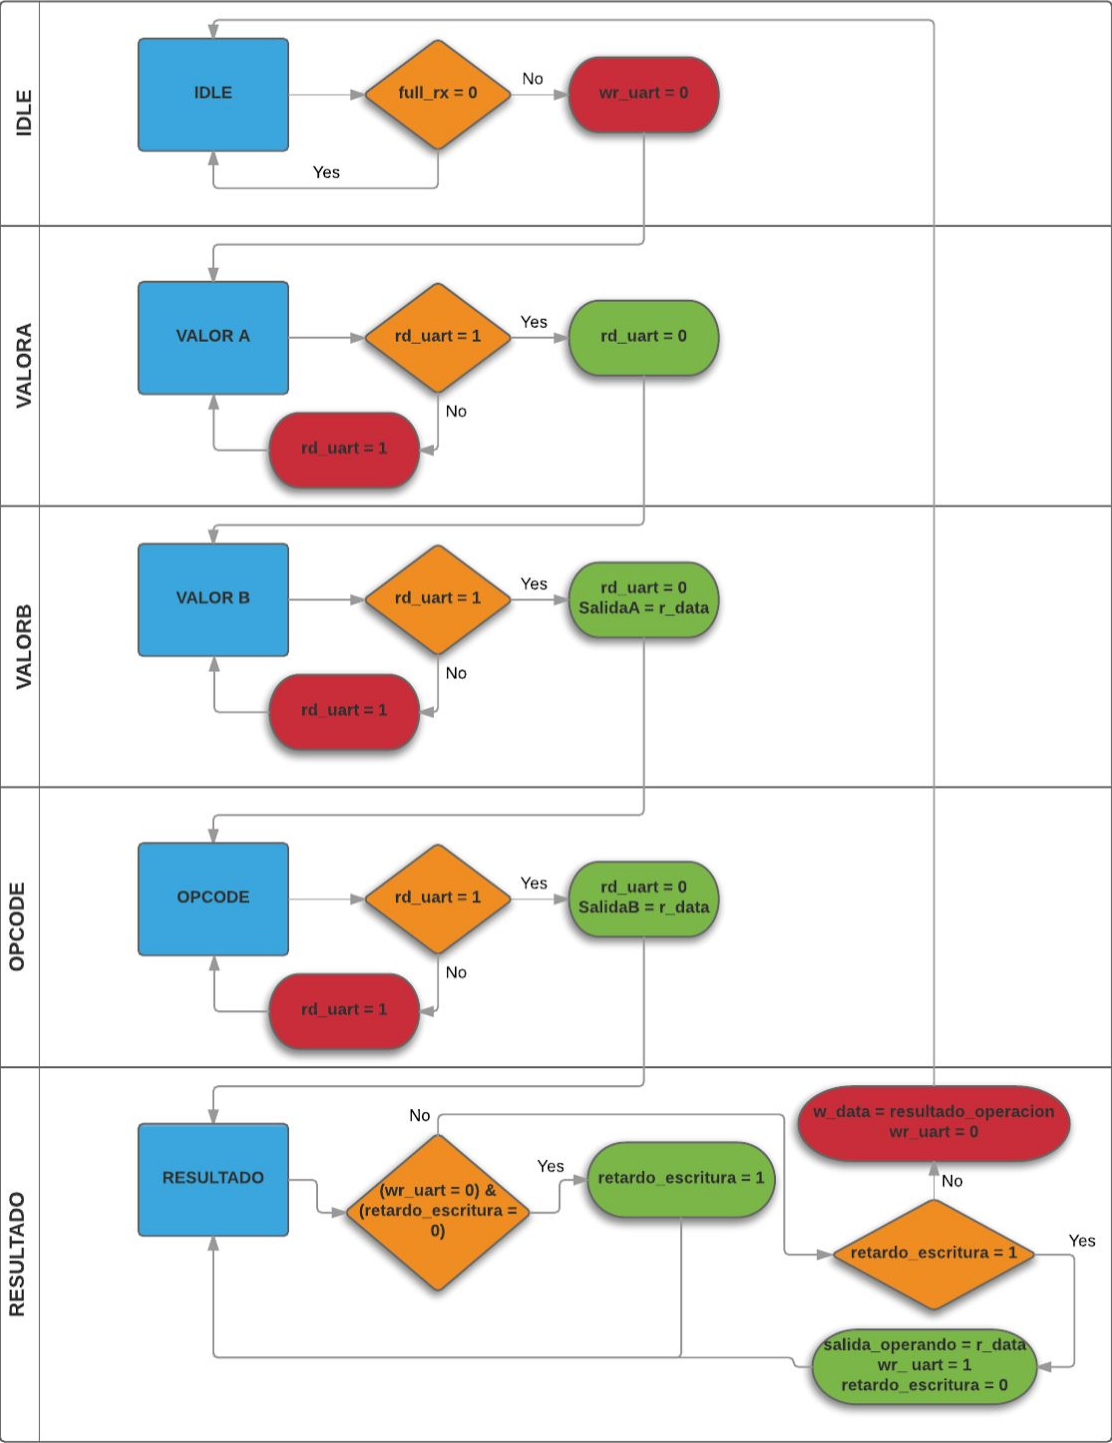 IDLE
IDLE
full_rx = 0
No
wr_uart = 0
Yes
VALORA
VALOR A
rd_uart = 1
Yes
rd_uart = 0
No
rd_uart = 1
VALORB
VALOR B
rd_uart = 1
Yes
rd_uart = 0
SalidaA = r_data
No
rd_uart = 1
OPCODE
OPCODE
rd_uart = 1
Yes
rd_uart = 0
SalidaB = r_data
No
rd_uart = 1
RESULTADO
RESULTADO
No
(wr_uart = 0) &
(retardo_escritura =
0)
Yes
retardo_escritura = 1
w_data = resultado_operacion
wr_uart = 0
No
retardo_escritura = 1
Yes
salida_operando = r_data
wr_ uart = 1
retardo_escritura = 0